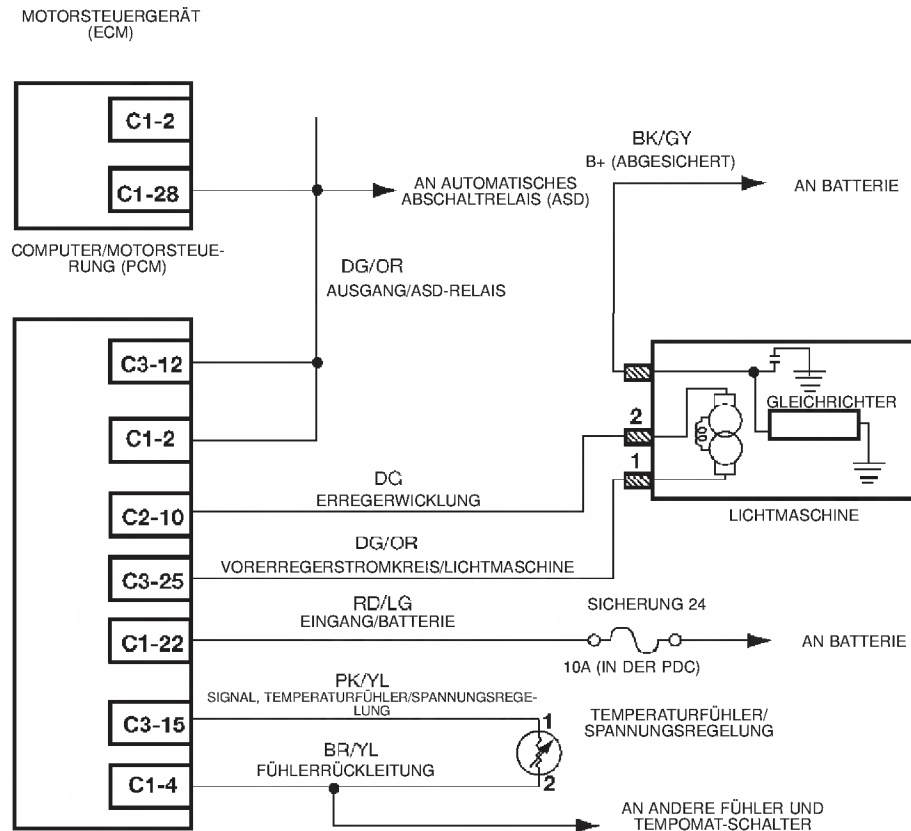 MOTORSTEUERGERÄT
(ECM)
C1-2
C1-28
AN AUTOMATISCHES
ABSCHALTRELAIS (ASD)
BK/GY
B+ (ABGESICHERT)
AN BATTERIE
COMPUTER/MOTORSTEUE-
RUNG (PCM)
DG/OR
AUSGANG/ASD-RELAIS
C3-12
C1-2
GLEICHRICHTER
2
1
LICHTMASCHINE
DG
ERREGERWICKLUNG
C2-10
DG/OR
VORERREGERSTROMKREIS/LICHTMASCHINE
C3-25
RD/LG
EINGANG/BATTERIE
C1-22
SICHERUNG 24
10A (IN DER PDC)
AN BATTERIE
PK/YL
SIGNAL, TEMPERATURFÜHLER/SPANNUNGSREGE-
LUNG
C3-15
1
2
TEMPERATURFÜHLER/
SPANNUNGSREGELUNG
BR/YL
FÜHLERRÜCKLEITUNG
C1-4
AN ANDERE FÜHLER UND
TEMPOMAT-SCHALTER